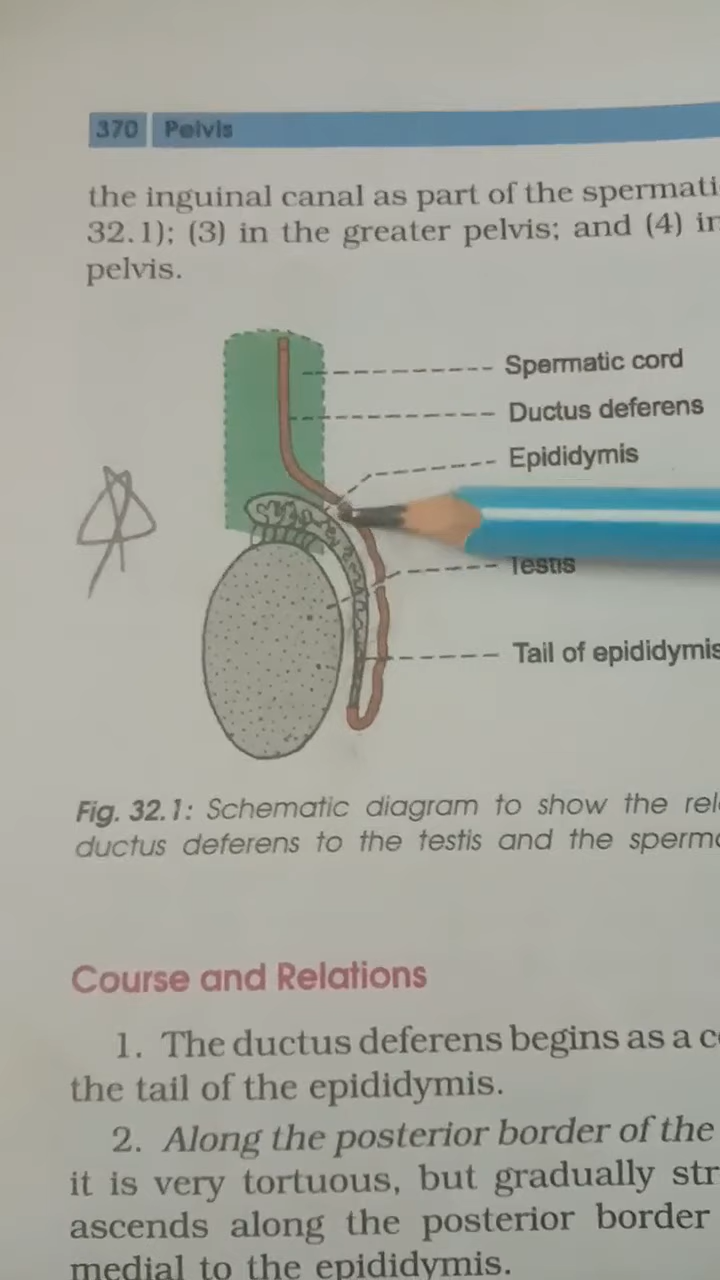 370 Pelvis
the inguinal canal as part of the spermati
32.1); (3) in the greater pelvis; and (4) in
pelvis.
Spermatic cord
Ductus deferens
Epididymis
Testis
Tail of epididymis
Fig. 32.1: Schematic diagram to show the rel
ductus deferens to the testis and the sperm
Course and Relations
1. The ductus deferens begins as a c
the tail of the epididymis.
2. Along the posterior border of the
it is very tortuous, but gradually str
ascends along the posterior border
medial to the epididymis.